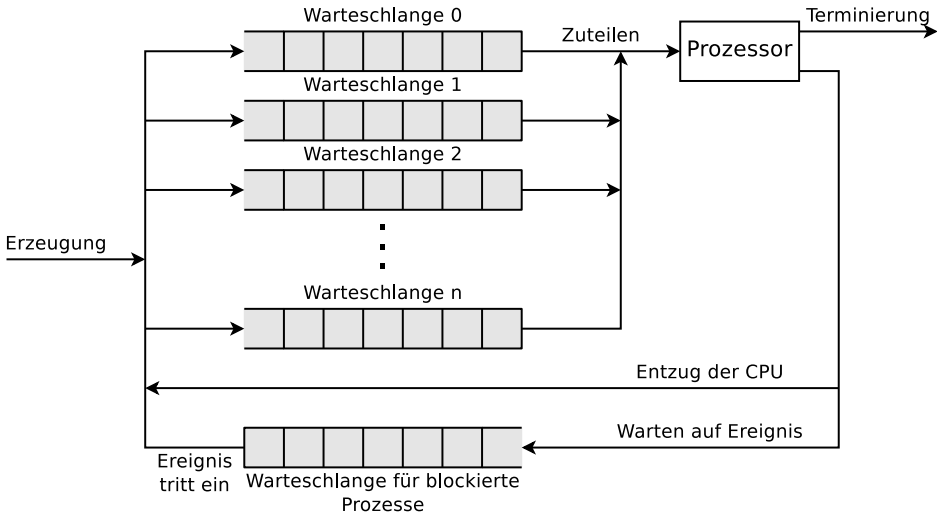 Warteschlange 0
Terminierung
Zuteilen
Prozessor
Warteschlange 1
Warteschlange 2
Erzeugung
Warteschlange n
Entzug der CPU
Warten auf Ereignis
Ereignis
tritt ein
Warteschlange für blockierte
Prozesse